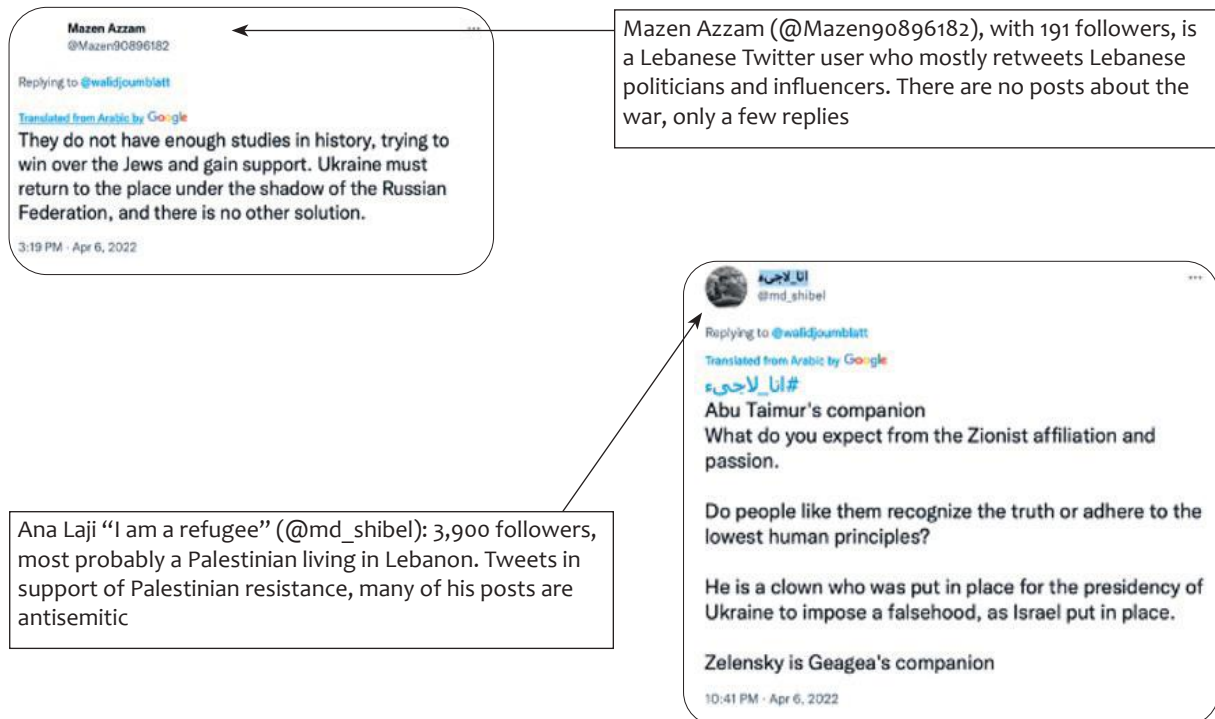 Mazen Azzam
@Mazen90896182
Replying to @walidjoumblatt
Translated from Arabic by Google
They do not have enough studies in history, trying to
win over the Jews and gain support. Ukraine must
return to the place under the shadow of the Russian
Federation, and there is no other solution.
3:19 PM · Apr 6, 2022
Mazen Azzam (@Mazen90896182), with 191 followers, is
a Lebanese Twitter user who mostly retweets Lebanese
politicians and influencers. There are no posts about the
war, only a few replies
انا_لاجىء
@md_shibel
Replying to @walidjoumblatt
Translated from Arabic by Google
#انا_لاجىء
Abu Taimur's companion
What do you expect from the Zionist affiliation and
passion.
Do people like them recognize the truth or adhere to the
lowest human principles?
He is a clown who was put in place for the presidency of
Ukraine to impose a falsehood, as Israel put in place.
Zelensky is Geagea's companion
10:41 PM · Apr 6, 2022
Ana Laji “I am a refugee” (@md_shibel): 3,900 followers,
most probably a Palestinian living in Lebanon. Tweets in
support of Palestinian resistance, many of his posts are
antisemitic